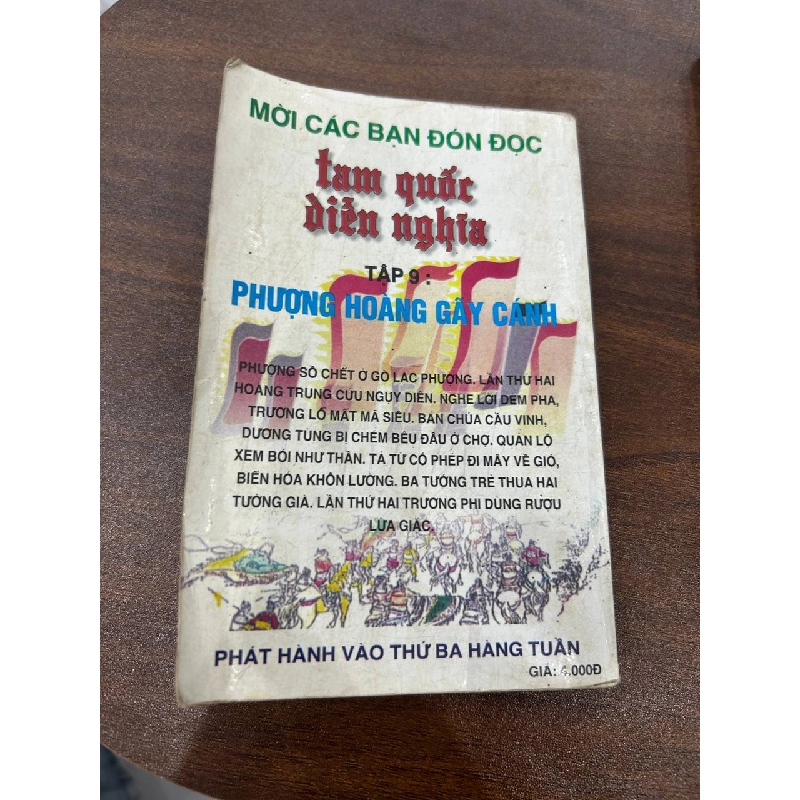 MỜI CÁC BẠN ĐÓN ĐỌC
tam quốc
diễn nghĩa
TẬP 9 :
PHƯỢNG HOÀNG GÃY CÁNH
PHƯỢNG SỒ CHẾT Ở GÒ LẠC PHƯỢNG. LẦN THỨ HAI
HOÀNG TRUNG CỨU NGỤY DIÊN. NGHE LỜI DÈM PHA,
TRƯƠNG LỖ MẤT MÃ SIÊU. BÁN CHÚA CẦU VINH,
DƯƠNG TÙNG BỊ CHÉM BÊU ĐẦU Ở CHỢ. QUẢN LỘ
XEM BÓI NHƯ THẦN. TẢ TỪ CÓ PHÉP ĐI MÂY VỀ GIÓ,
BIẾN HÓA KHÔN LƯỜNG. BA TƯỚNG TRẺ THUA HAI
TƯỚNG GIÀ. LẦN THỨ HAI TRƯƠNG PHI DÙNG RƯỢU
LỪA GIẶC.
PHÁT HÀNH VÀO THỨ BA HÀNG TUẦN
GIÁ: 4.000Đ